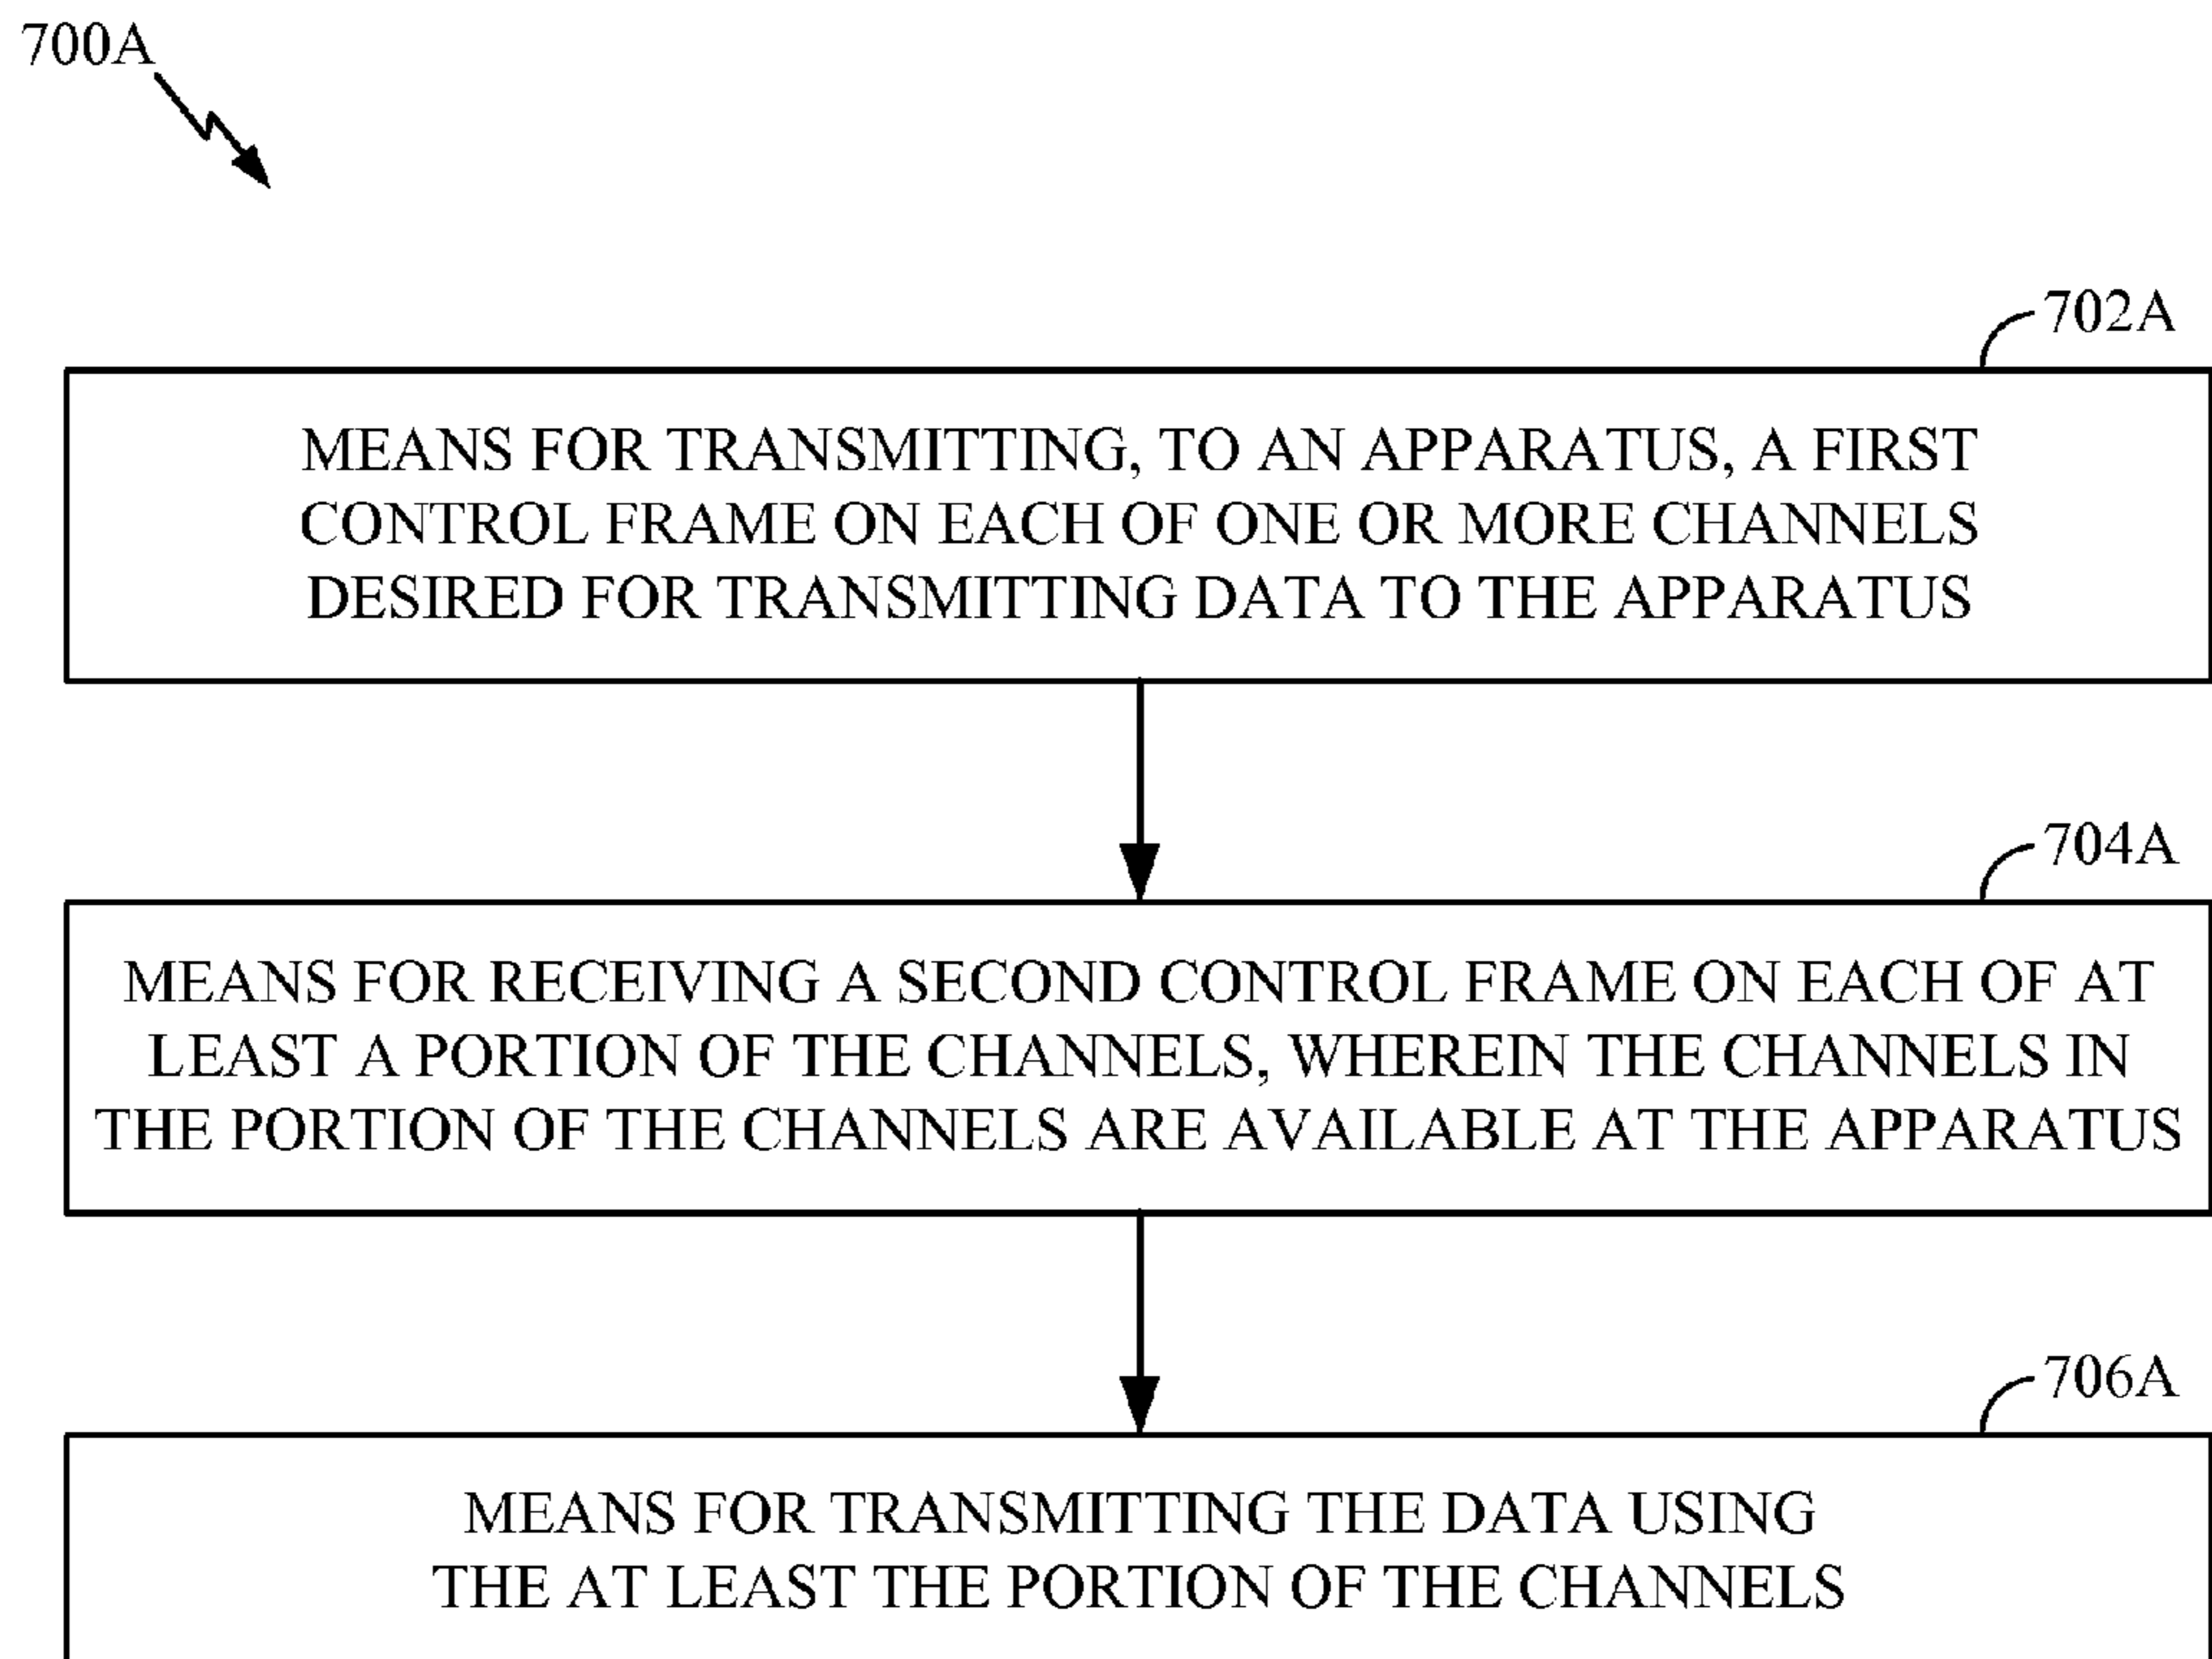 700A
702A
MEANS FOR TRANSMITTING, TO AN APPARATUS, A FIRST
CONTROL FRAME ON EACH OF ONE OR MORE CHANNELS
DESIRED FOR TRANSMITTING DATA TO THE APPARATUS
704A
MEANS FOR RECEIVING A SECOND CONTROL FRAME ON EACH OF AT
LEAST A PORTION OF THE CHANNELS, WHEREIN THE CHANNELS IN
THE PORTION OF THE CHANNELS ARE AVAILABLE AT THE APPARATUS
706A
MEANS FOR TRANSMITTING THE DATA USING
THE AT LEAST THE PORTION OF THE CHANNELS